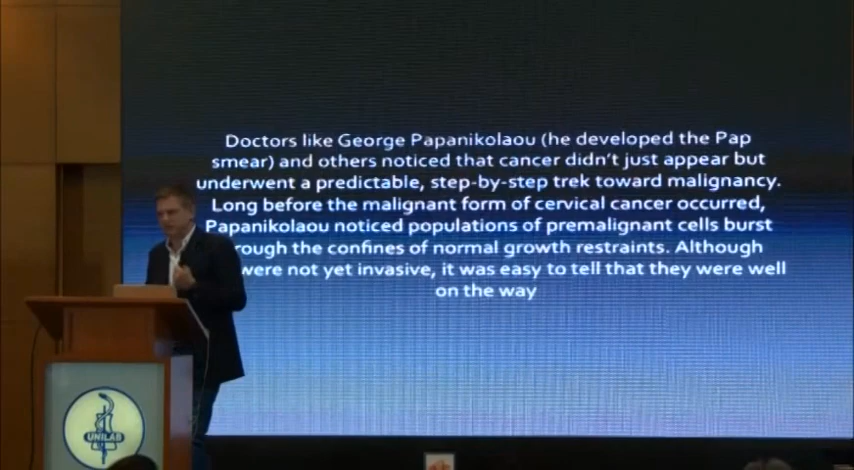 Doctors like George Papanikolaou (he developed the Pap
smear) and others noticed that cancer didn't just appear but
underwent a predictable, step-by-step trek toward malignancy.
Long before the malignant form of cervical cancer occurred,
Papanikolaou noticed populations of premalignant cells burst
rough the confines of normal growth restraints. Although
were not yet invasive, it was easy to tell that they were well
on the way
UNILAB